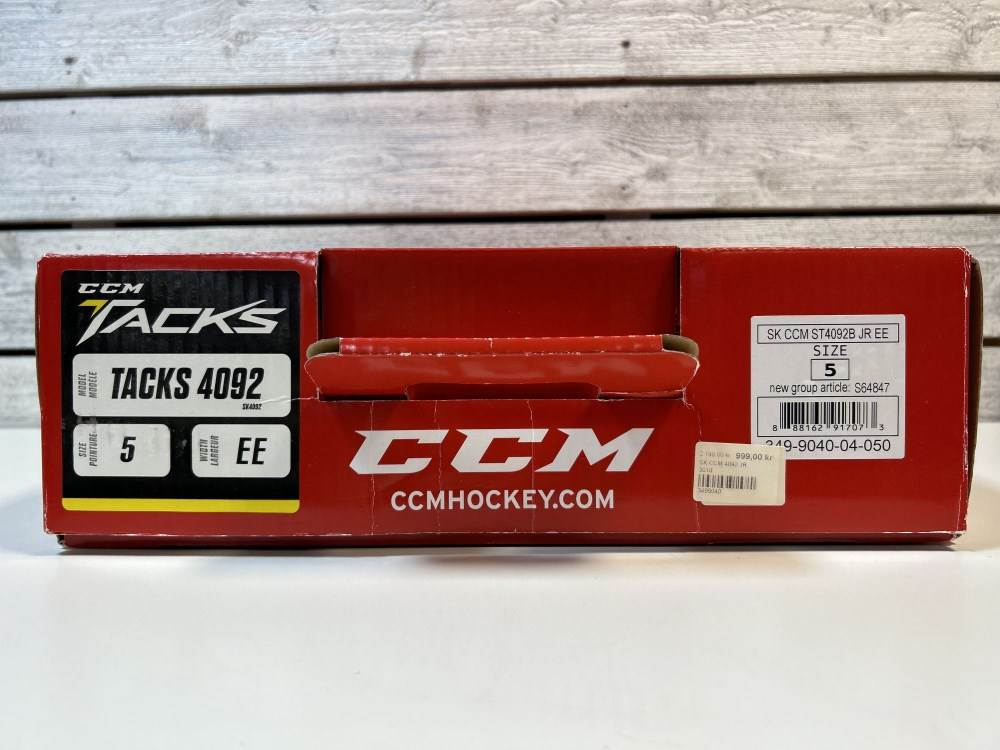 CCM
TACKS
MODEL
MODÈLE
TACKS 4092
SK4092
SIZE
POINTURE
5
WIDTH
LARGEUR
EE
CCM
CCMHOCKEY.COM
SK CCM ST4092B JR EE
SIZE
5
new group article: S64847
8 88162 91707 3
349-9040-04-050
999,00 kr
SK CCM 4092 JR